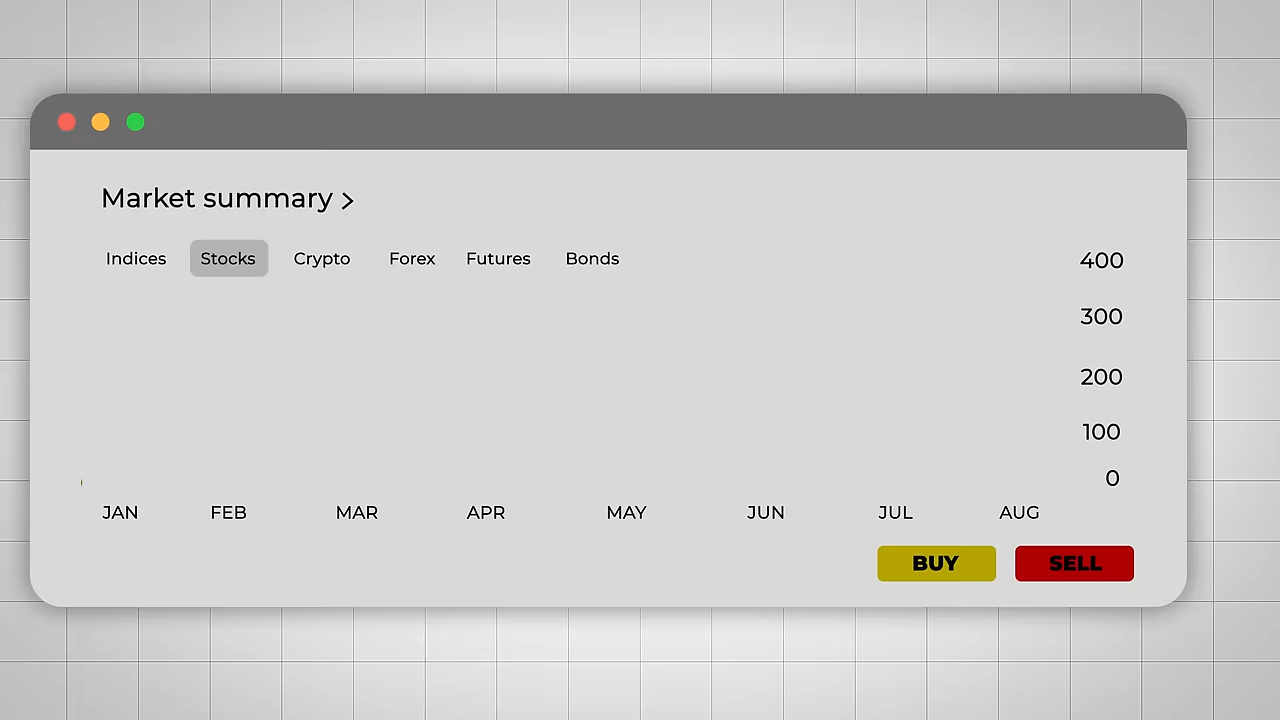 Market summary >
Indices Stocks Crypto Forex Futures Bonds
400
300
200
100
0
JAN FEB MAR APR MAY JUN JUL AUG
BUY SELL